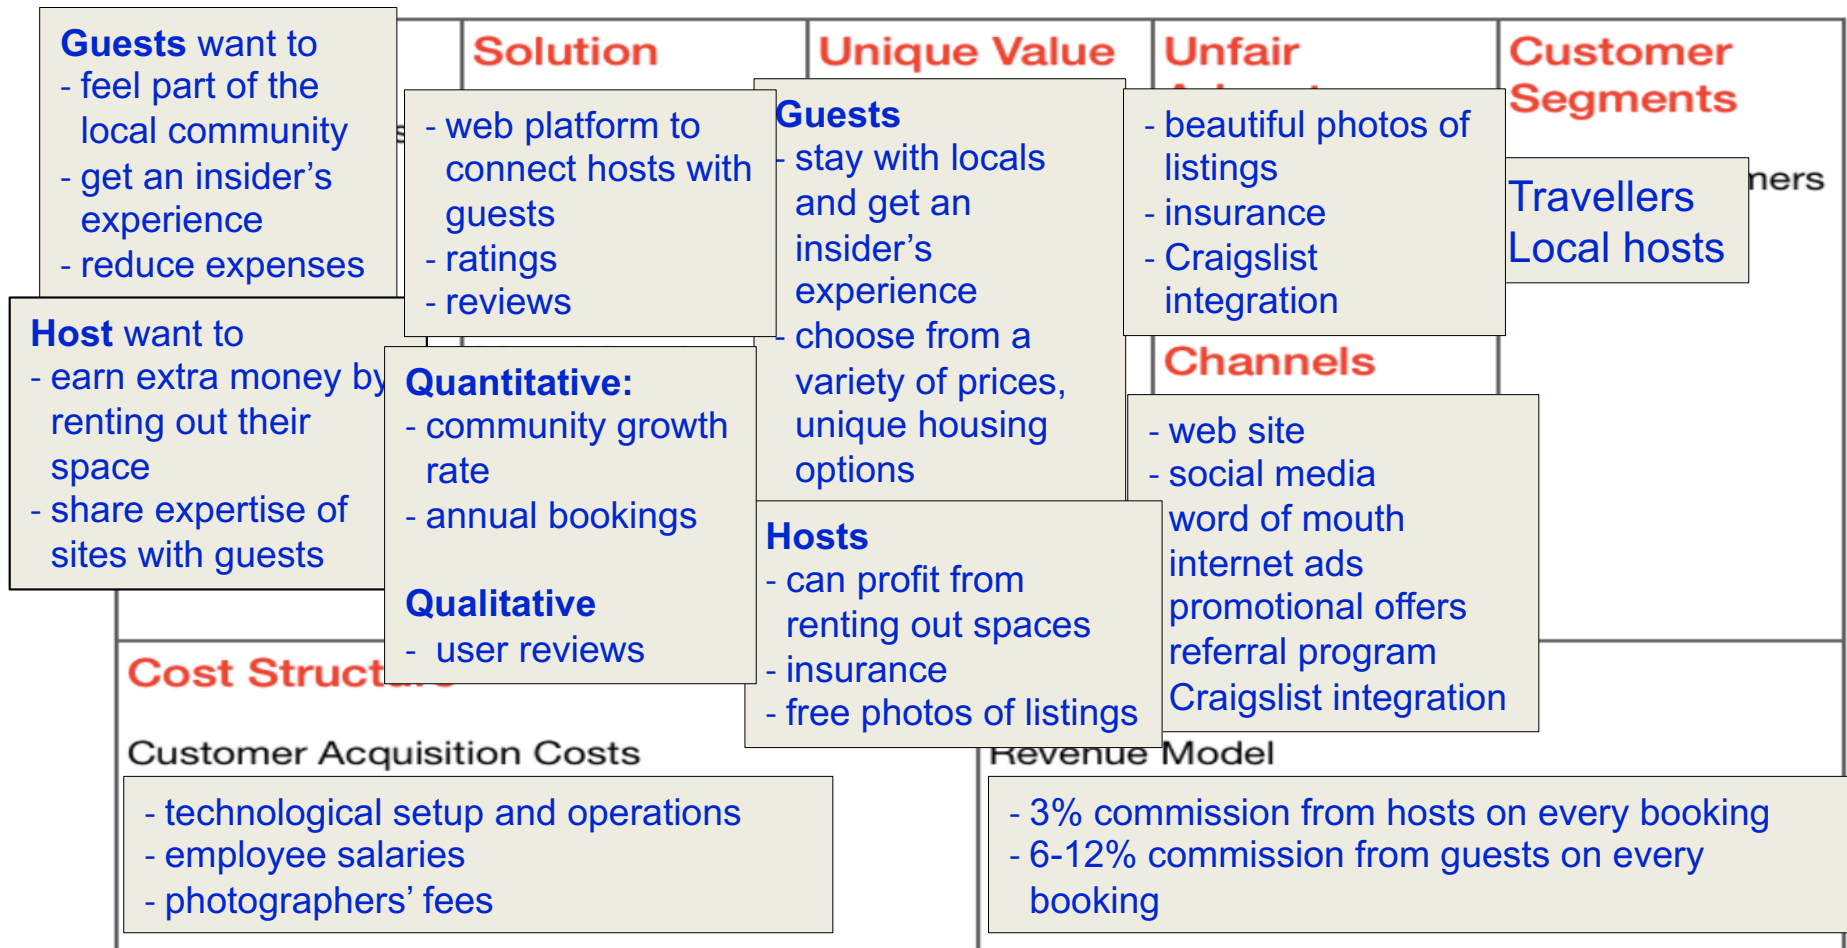 Guests want to
- feel part of the
local community
- get an insider's
experience
- reduce expenses
Host want to
- earn extra money by
renting out their
space
- share expertise of
sites with guests
Solution
- web platform to
connect hosts with
guests
- ratings
- reviews
Quantitative:
- community growth
rate
- annual bookings
Qualitative
- user reviews
Unique Value
Guests
- stay with locals
and get an
insider's
experience
- choose from a
variety of prices,
unique housing
options
Hosts
- can profit from
renting out spaces
- insurance
- free photos of listings
Unfair
- beautiful photos of
listings
- insurance
- Craigslist
integration
Channels
- web site
- social media
word of mouth
internet ads
promotional offers
referral program
Craigslist integration
Customer
Segments
Travellers
Local hosts
Cost Structure
Customer Acquisition Costs
- technological setup and operations
- employee salaries
- photographers' fees
Revenue Model
- 3% commission from hosts on every booking
- 6-12% commission from guests on every
booking